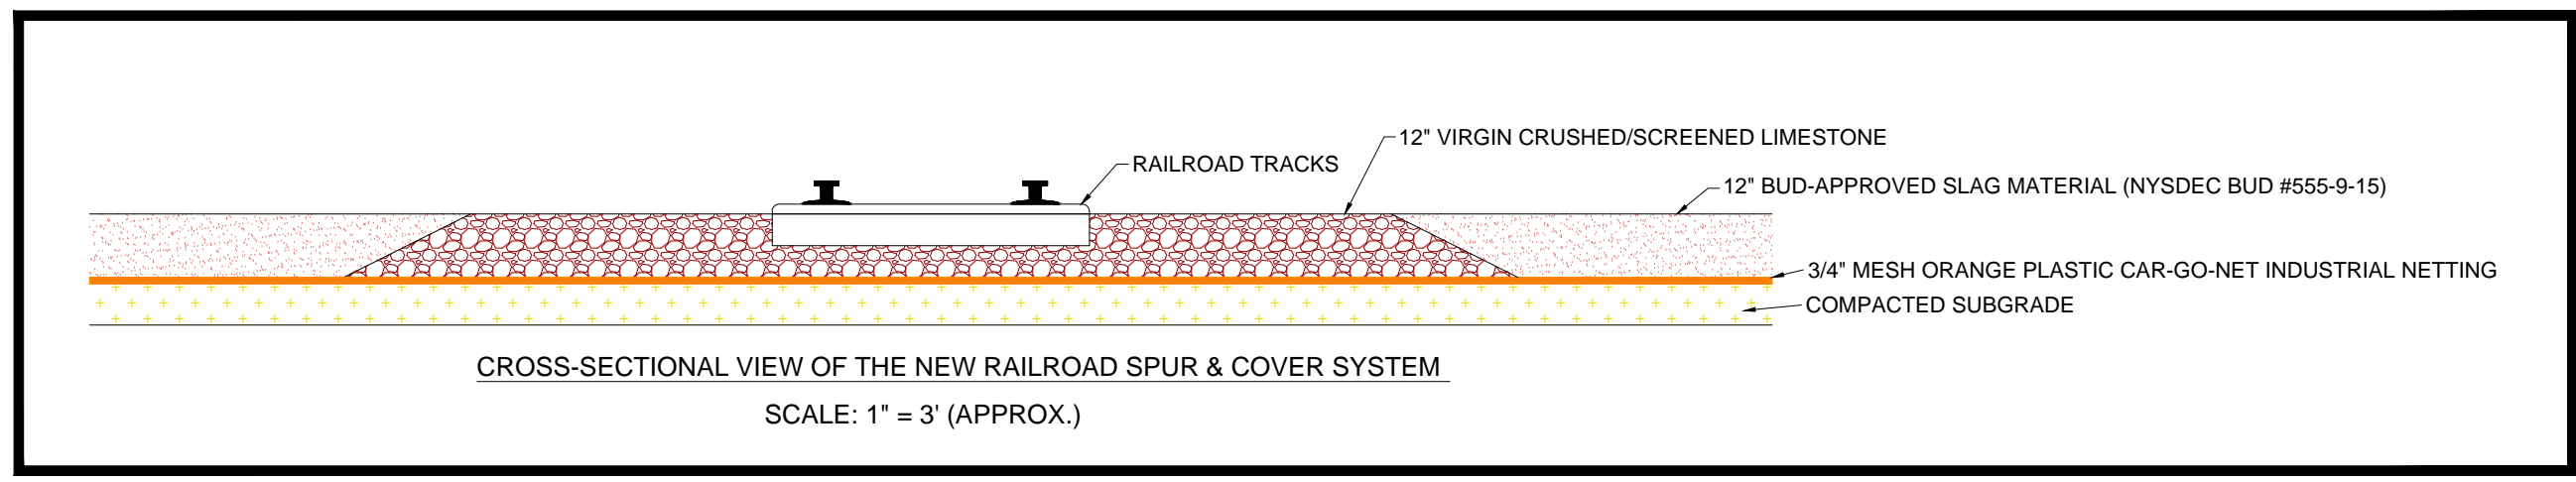 12" VIRGIN CRUSHED/SCREENED LIMESTONE
RAILROAD TRACKS
12" BUD-APPROVED SLAG MATERIAL (NYSDEC BUD #555-9-15)
3/4" MESH ORANGE PLASTIC CAR-GO-NET INDUSTRIAL NETTING
COMPACTED SUBGRADE
CROSS-SECTIONAL VIEW OF THE NEW RAILROAD SPUR & COVER SYSTEM
SCALE: 1" = 3' (APPROX.)